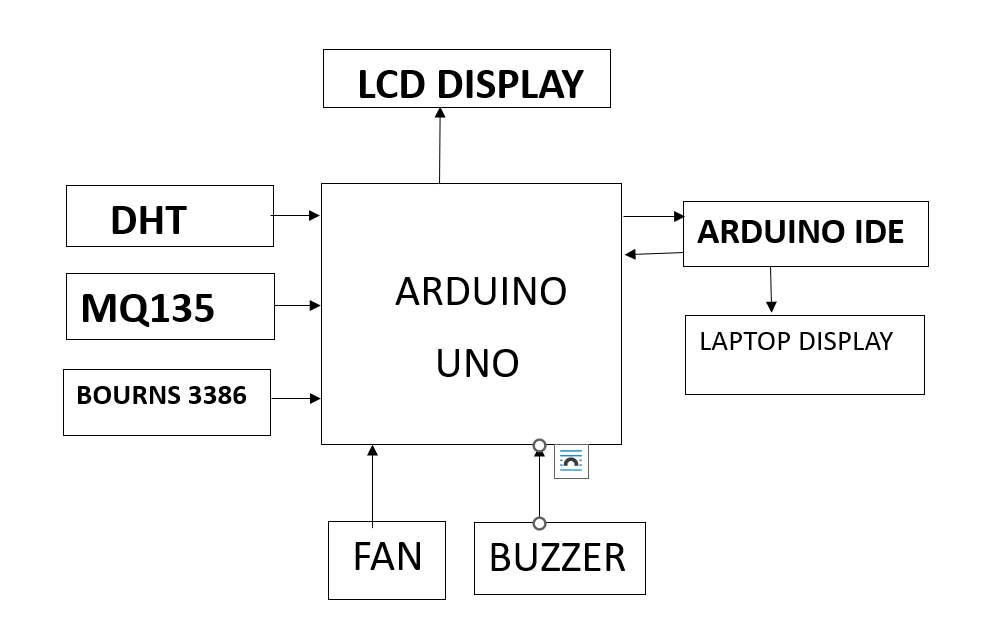 LCD DISPLAY
DHT
MQ135
BOURNS 3386
ARDUINO
UNO
ARDUINO IDE
LAPTOP DISPLAY
FAN
BUZZER